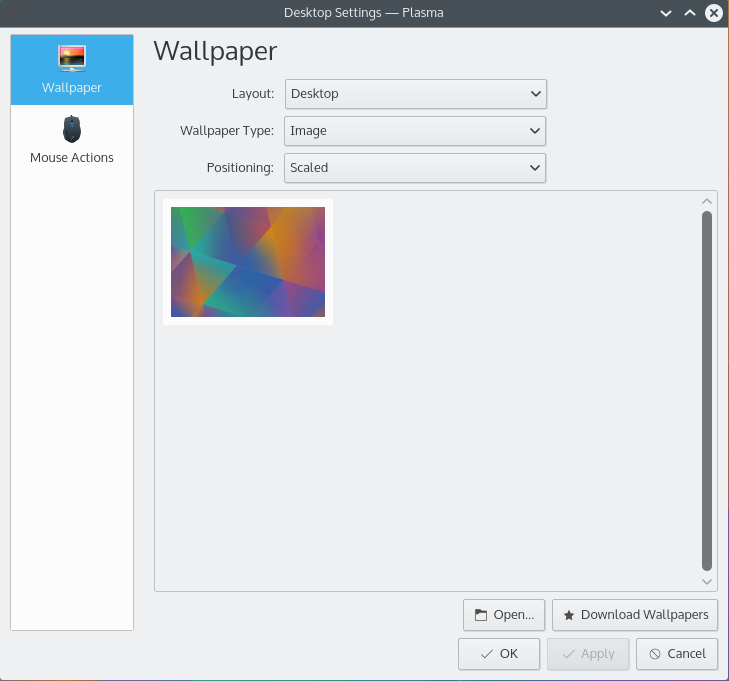 Desktop Settings — Plasma
Wallpaper
Mouse Actions
Wallpaper
Layout: Desktop
Wallpaper Type: Image
Positioning: Scaled
Open... Download Wallpapers
OK Apply Cancel